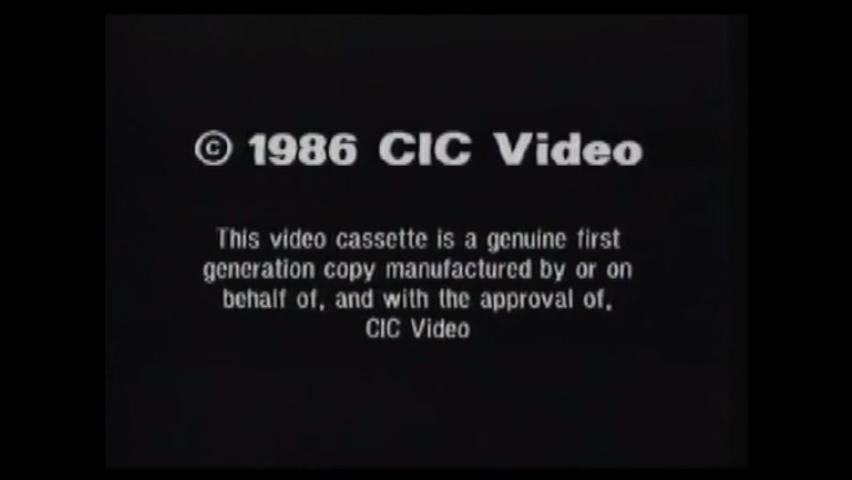 © 1986 CIC Video
This video cassette is a genuine first
generation copy manufactured by or on
behalf of, and with the approval of,
CIC Video